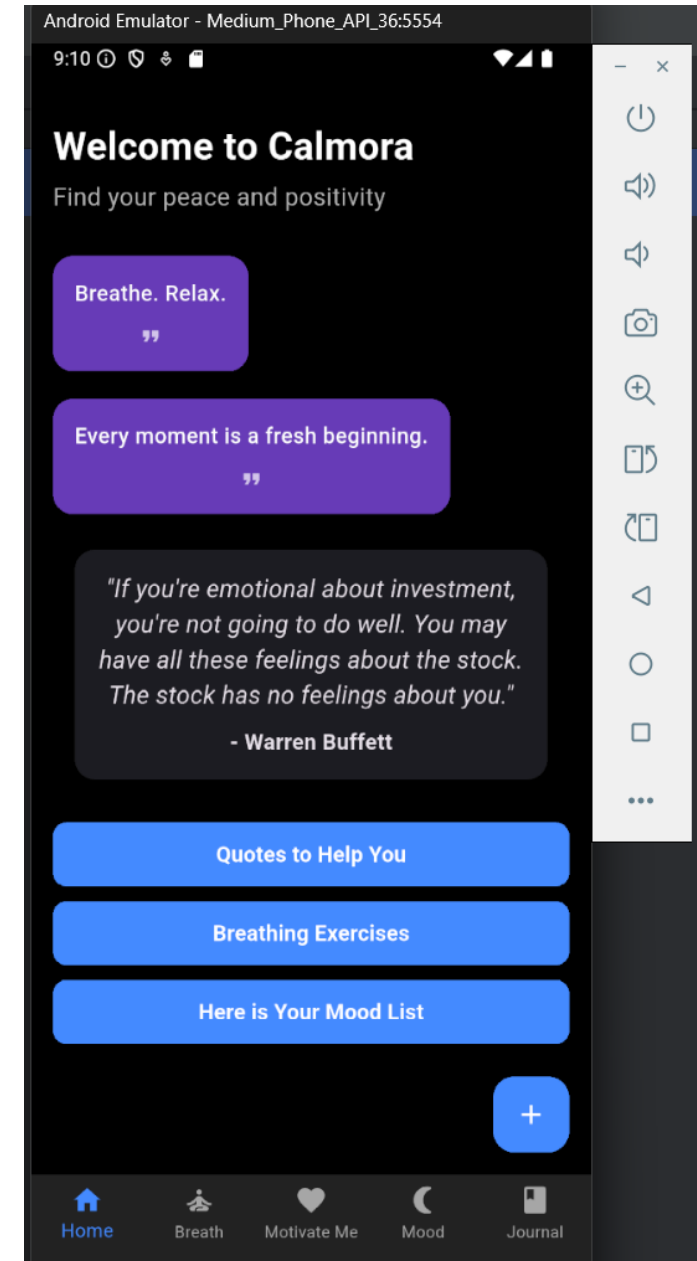 Android Emulator - Medium_Phone_API_36:5554
9:10
Welcome to Calmora
Find your peace and positivity
Breathe. Relax.
"
Every moment is a fresh beginning.
"
"If you're emotional about investment,
you're not going to do well. You may
have all these feelings about the stock.
The stock has no feelings about you."
- Warren Buffett
Quotes to Help You
Breathing Exercises
Here is Your Mood List
+
Home
Breath
Motivate Me
Mood
Journal